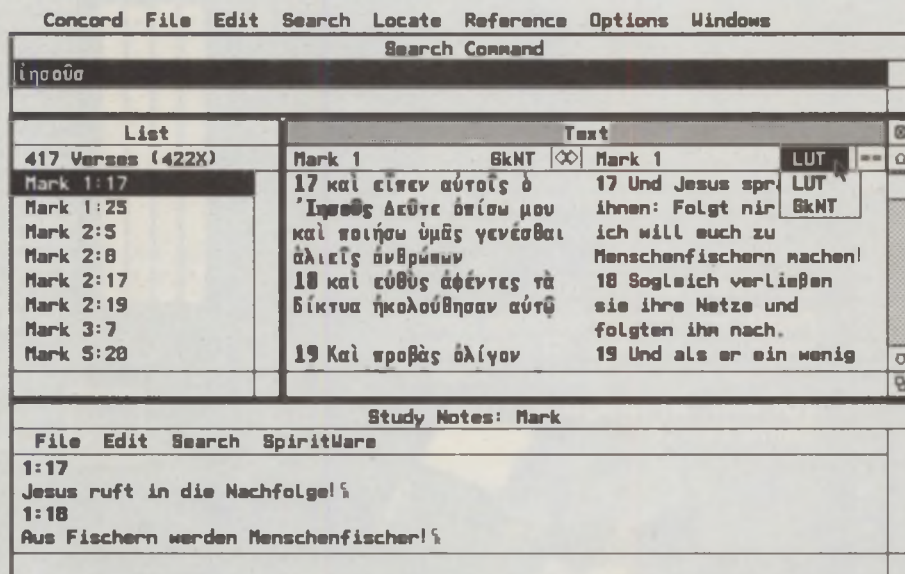 Concord File Edit Search Locate Reference Options Windows
Search Command
ἰησοῦσ
List
417 Verses (422X)
Mark 1:17
Mark 1:25
Mark 2:5
Mark 2:8
Mark 2:17
Mark 2:19
Mark 3:7
Mark 5:20
Text
Mark 1 GkNT
17 καὶ εἶπεν αὐτοῖς ὁ
Ἰησοῦς Δεῦτε ὀπίσω μου
καὶ ποιήσω ὑμᾶς γενέσθαι
ἁλιεῖς ἀνθρώπων
18 καὶ εὐθὺς ἀφέντες τὰ
δίκτυα ἠκολούθησαν αὐτῷ
19 Καὶ προβὰς ὀλίγον
Mark 1 LUT
LUT
GkNT
17 Und Jesus
ihnen: Folgt mir
ich will euch zu
Menschenfischern machen!
18 Sogleich verließen
sie ihre Netze und
folgten ihm nach.
19 Und als er ein wenig
Study Notes: Mark
File Edit Search SpiritWare
1:17
Jesus ruft in die Nachfolge!
1:18
Aus Fischern werden Menschenfischer!